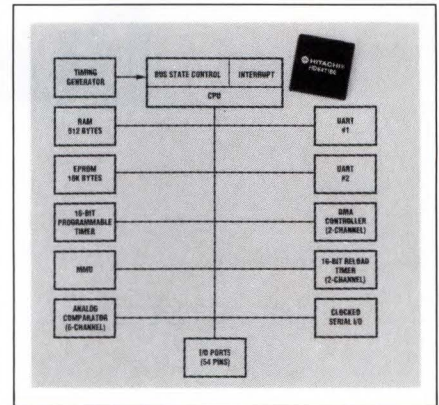 HITACHI
TIMING
GENERATOR
BUS STATE CONTROL
INTERRUPT
CPU
RAM
512 BYTES
UART
#1
EPROM
16K BYTES
UART
#2
16-BIT
PROGRAMMABLE
TIMER
DMA
CONTROLLER
(2-CHANNEL)
MMU
16-BIT RELOAD
TIMER
(2-CHANNEL)
ANALOG
COMPARATOR
(6-CHANNEL)
CLOCKED
SERIAL I/O
I/O PORTS
(54 PINS)